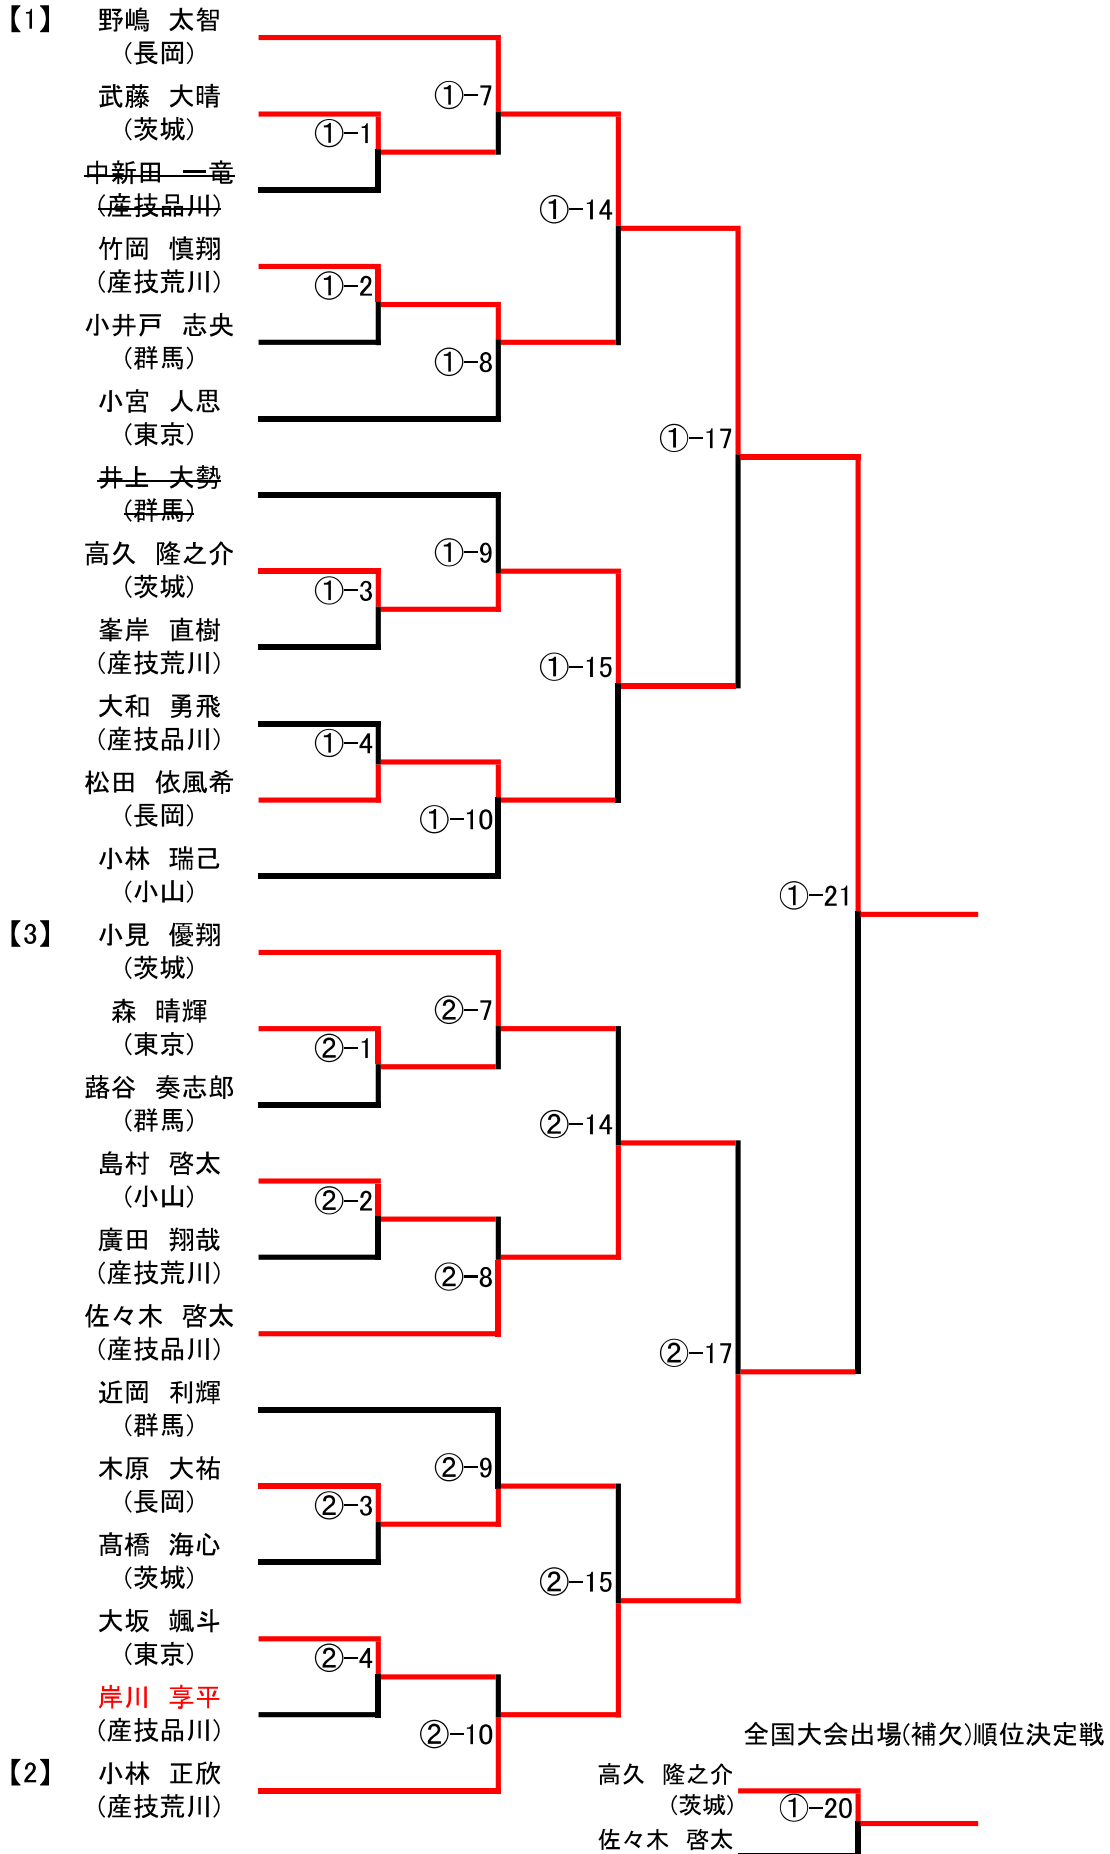 【1】 野嶋 太智
(長岡)
①-7
武藤 大晴
(茨城)
①-1
中新田 一竜
(産技品川)
①-14
竹岡 慎翔
(産技荒川)
①-2
小井戸 志央
(群馬)
①-8
小宮 人思
(東京)
①-17
井上 大勢
(群馬)
①-9
高久 隆之介
(茨城)
①-3
峯岸 直樹
(産技荒川)
①-15
大和 勇飛
(産技品川)
①-4
松田 依風希
(長岡)
①-10
小林 瑞己
(小山)
①-21
【3】 小見 優翔
(茨城)
②-7
森 晴輝
(東京)
②-1
蕗谷 奏志郎
(群馬)
②-14
島村 啓太
(小山)
②-2
廣田 翔哉
(産技荒川)
②-8
佐々木 啓太
(産技品川)
②-17
近岡 利輝
(群馬)
②-9
木原 大祐
(長岡)
②-3
髙橋 海心
(茨城)
②-15
大坂 颯斗
(東京)
②-4
岸川 享平
(産技品川)
②-10
【2】 小林 正欣
(産技荒川)
全国大会出場(補欠)順位決定戦
高久 隆之介
(茨城)
①-20
佐々木 啓太